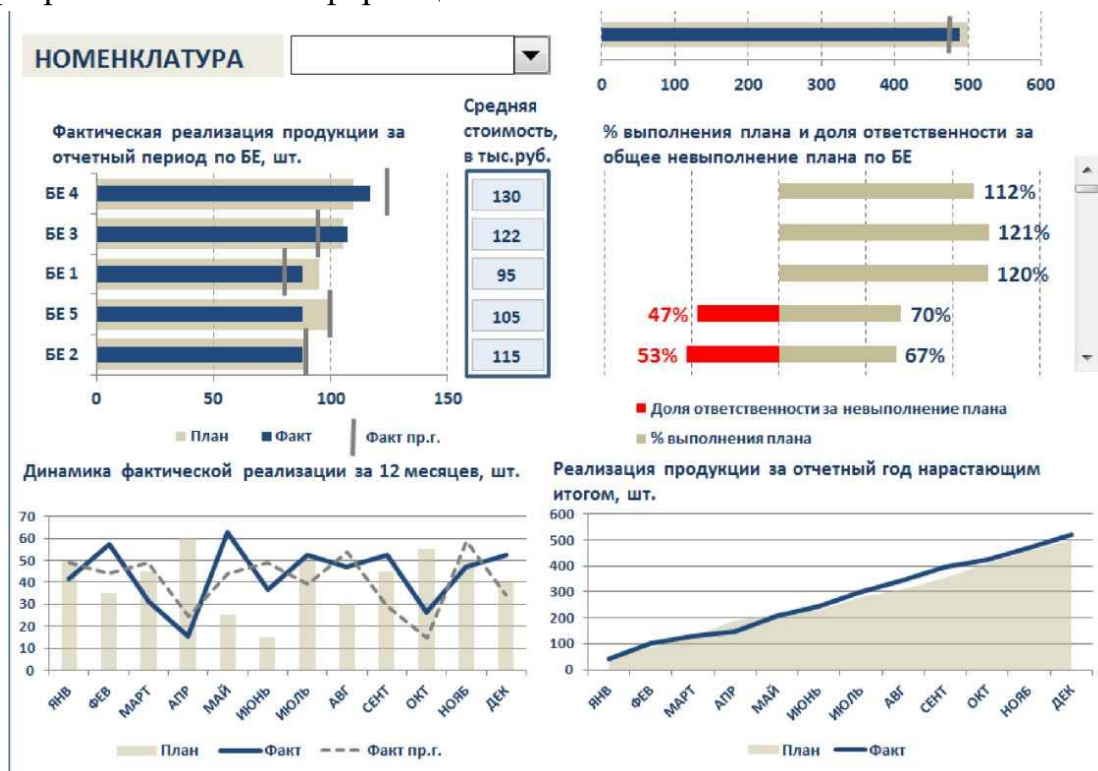 НОМЕНКЛАТУРА
0 100 200 300 400 500 600
Фактическая реализация продукции за
отчетный период по БЕ, шт.
Средняя
стоимость,
в тыс.руб.
БЕ 4
БЕ 3
БЕ 1
БЕ 5
БЕ 2
130
122
95
105
115
0 50 100 150
План Факт Факт пр.г.
% выполнения плана и доля ответственности за
общее невыполнение плана по БЕ
112%
121%
120%
47% 70%
53% 67%
Доля ответственности за невыполнение плана
% выполнения плана
Динамика фактической реализации за 12 месяцев, шт.
70
60
50
40
30
20
10
0
ЯНВ ФЕВ МАРТ АПР МАЙ ИЮНЬ ИЮЛЬ АВГ СЕНТ ОКТ НОЯБ ДЕК
План Факт Факт пр.г.
Реализация продукции за отчетный год нарастающим
итогом, шт.
600
500
400
300
200
100
0
ЯНВ ФЕВ МАРТ АПР МАЙ ИЮНЬ ИЮЛЬ АВГ СЕНТ ОКТ НОЯБ ДЕК
План Факт